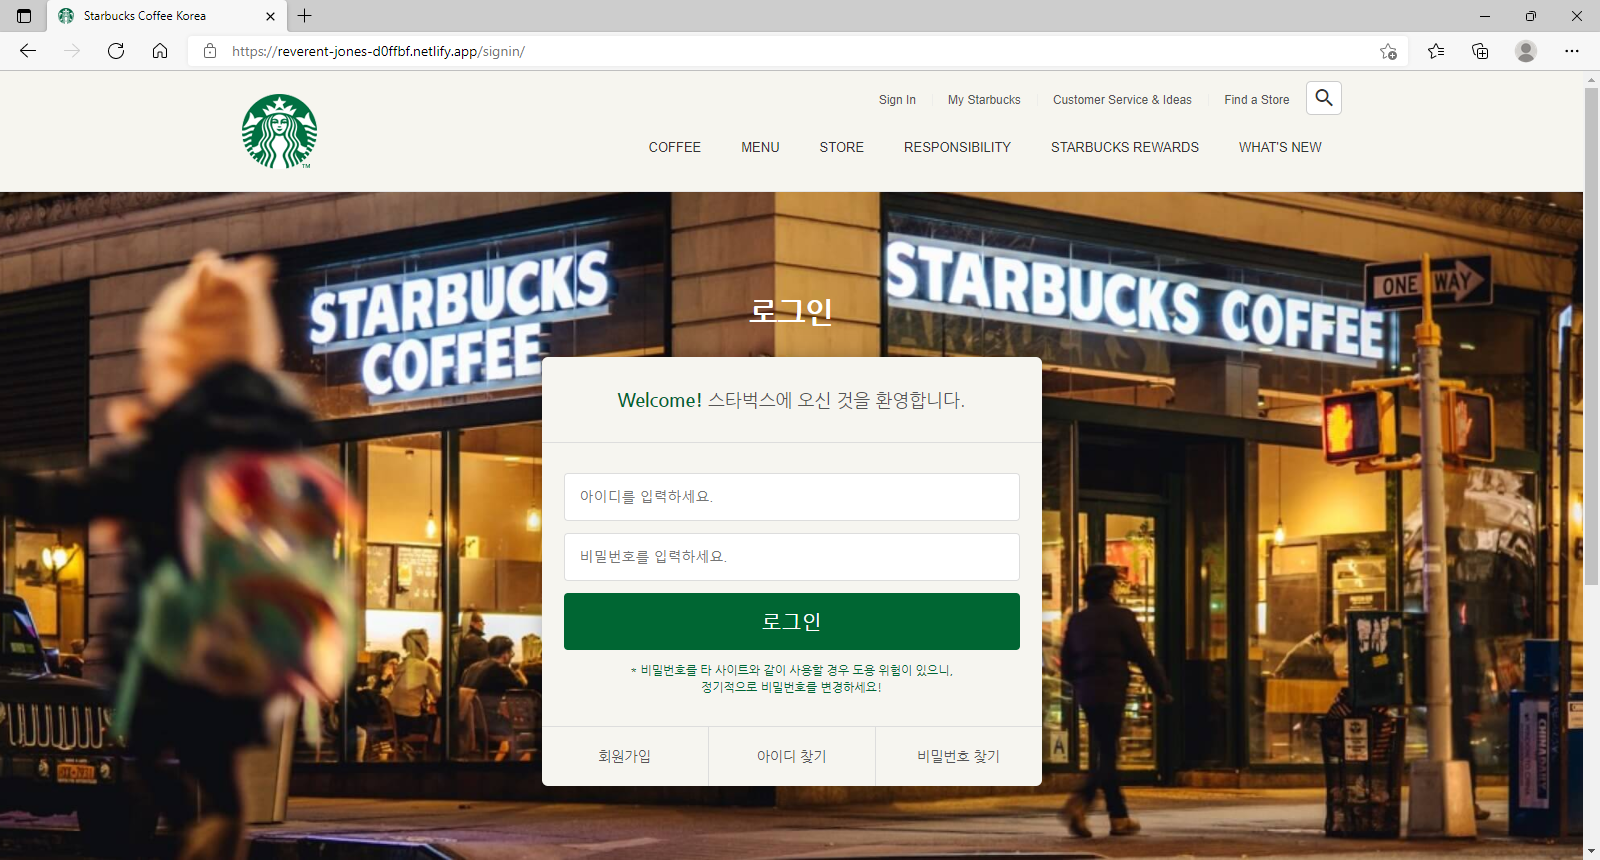 Starbucks Coffee Korea
https://reverent-jones-d0ffbf.netlify.app/signin/
Sign In
My Starbucks
Customer Service & Ideas
Find a Store
TM
COFFEE
MENU
STORE
RESPONSIBILITY
STARBUCKS REWARDS
WHAT'S NEW
STARBUCKS
COFFEE
STARBUCKS COFFEE
ONE WAY
로그인
Welcome! 스타벅스에 오신 것을 환영합니다.
아이디를 입력하세요.
비밀번호를 입력하세요.
로그인
* 비밀번호를 타 사이트와 같이 사용할 경우 도용 위험이 있으니,
정기적으로 비밀번호를 변경하세요!
회원가입
아이디 찾기
비밀번호 찾기
A